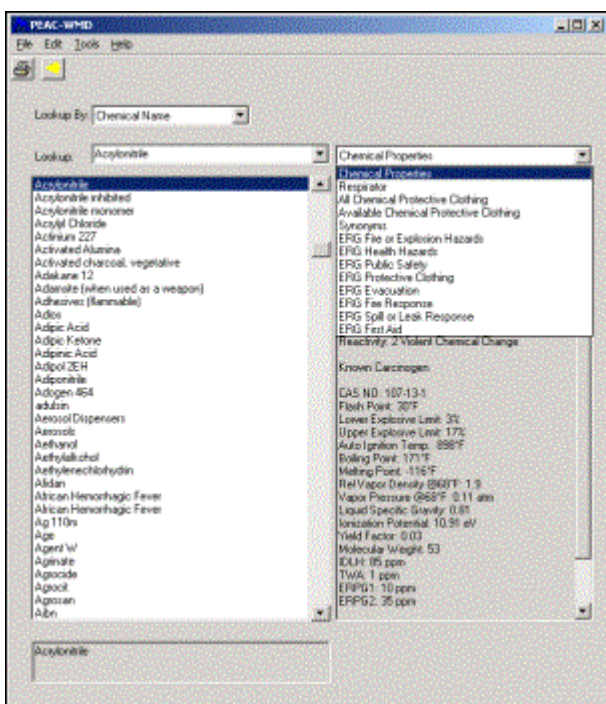 PEAC-WMD
File Edit Tools Help
Lookup By: Chemical Name
Lookup: Acrylonitrile
Acrylonitrile
Acrylonitrile inhibited
Acrylonitrile monomer
Acrylyl Chloride
Actinium 227
Activated Alumina
Activated charcoal, vegetative
Adakane 12
Adamsite (when used as a weapon)
Adhesives (flammable)
Adios
Adipic Acid
Adipic Ketone
Adipinic Acid
Adipol 2EH
Adiponitrile
Adogen 464
adulsin
Aerosol Dispensers
Aerosols
Aethanol
Aethylalkohol
Aethylenechlorhydrin
Afidan
African Hemorrhagic Fever
African Hemorrhagic Fever
Ag 110m
Age
Agent W
Agrinate
Agrocide
Agrocit
Agrosan
Aibn
Acrylonitrile
Chemical Properties
Chemical Properties
Respirator
All Chemical Protective Clothing
Available Chemical Protective Clothing
Synonyms
ERG Fire or Explosion Hazards
ERG Health Hazards
ERG Public Safety
ERG Protective Clothing
ERG Evacuation
ERG Fire Response
ERG Spill or Leak Response
ERG First Aid
Reactivity: 2 Violent Chemical Change
Known Carcinogen
CAS NO: 107-13-1
Flash Point: 30°F
Lower Explosive Limit: 3%
Upper Explosive Limit: 17%
Auto Ignition Temp.: 898°F
Boiling Point: 171°F
Melting Point: -116°F
Rel Vapor Density @68°F: 1.9
Vapor Pressure @68°F: 0.11 atm
Liquid Specific Gravity: 0.81
Ionization Potential: 10.91 eV
Yield Factor: 0.03
Molecular Weight: 53
IDLH: 85 ppm
TWA: 1 ppm
ERPG1: 10 ppm
ERPG2: 35 ppm